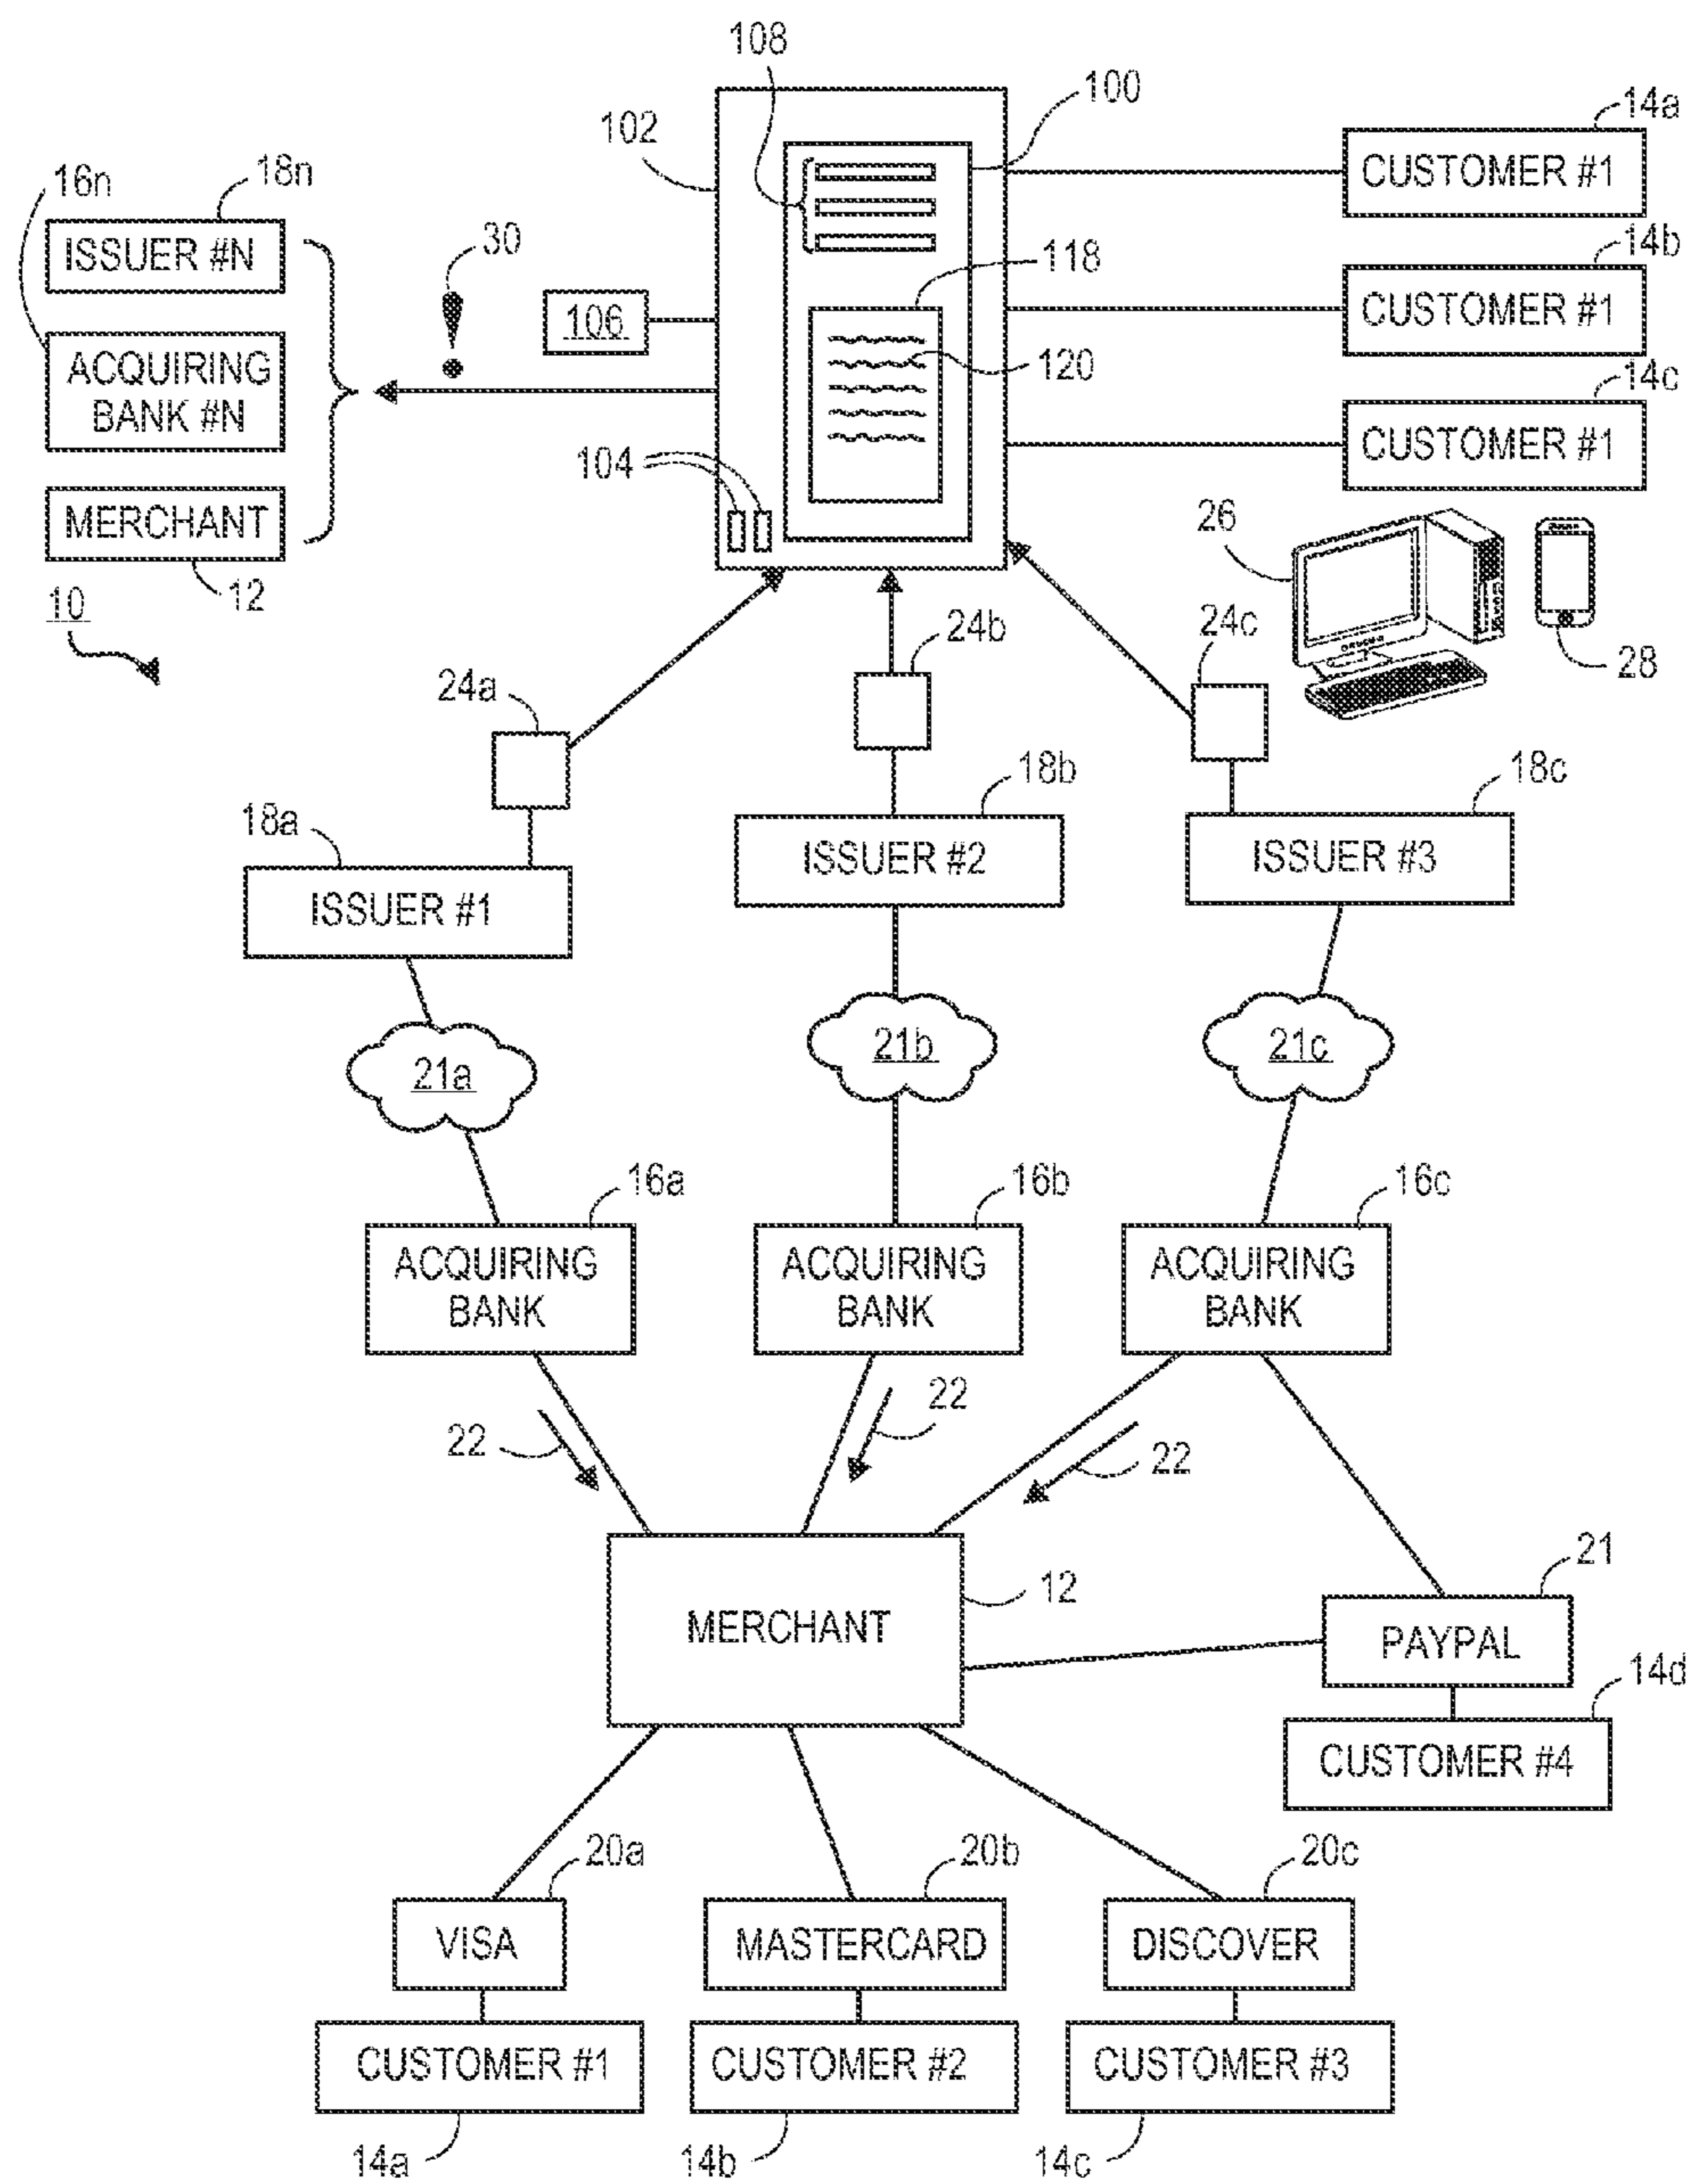 108
100
14a
102
CUSTOMER #1
16n
18n
ISSUER #N
30
14b
118
106
CUSTOMER #1
ACQUIRING
BANK #N
120
14c
CUSTOMER #1
104
MERCHANT
26
12
10
24b
24c
28
24a
18b
18c
18a
ISSUER #2
ISSUER #3
ISSUER #1
21b
21c
21a
16a
16b
16c
ACQUIRING
BANK
ACQUIRING
BANK
ACQUIRING
BANK
22
22
22
21
12
MERCHANT
PAYPAL
14d
CUSTOMER #4
20a
20b
20c
VISA
MASTERCARD
DISCOVER
CUSTOMER #1
CUSTOMER #2
CUSTOMER #3
14a
14b
14c